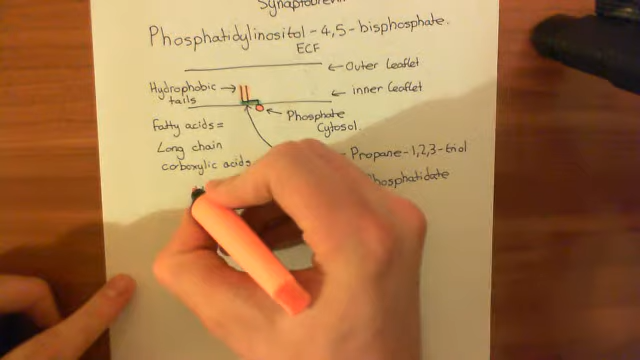 Synaptobrevin
Phosphatidylinositol-4,5-bisphosphate.
ECF
Outer Leaflet
Hydrophobic tails
inner leaflet
Phosphate
Cytosol
Fatty acids =
Long chain
carboxylic acids
Propane-1,2,3-triol
Phosphatidate